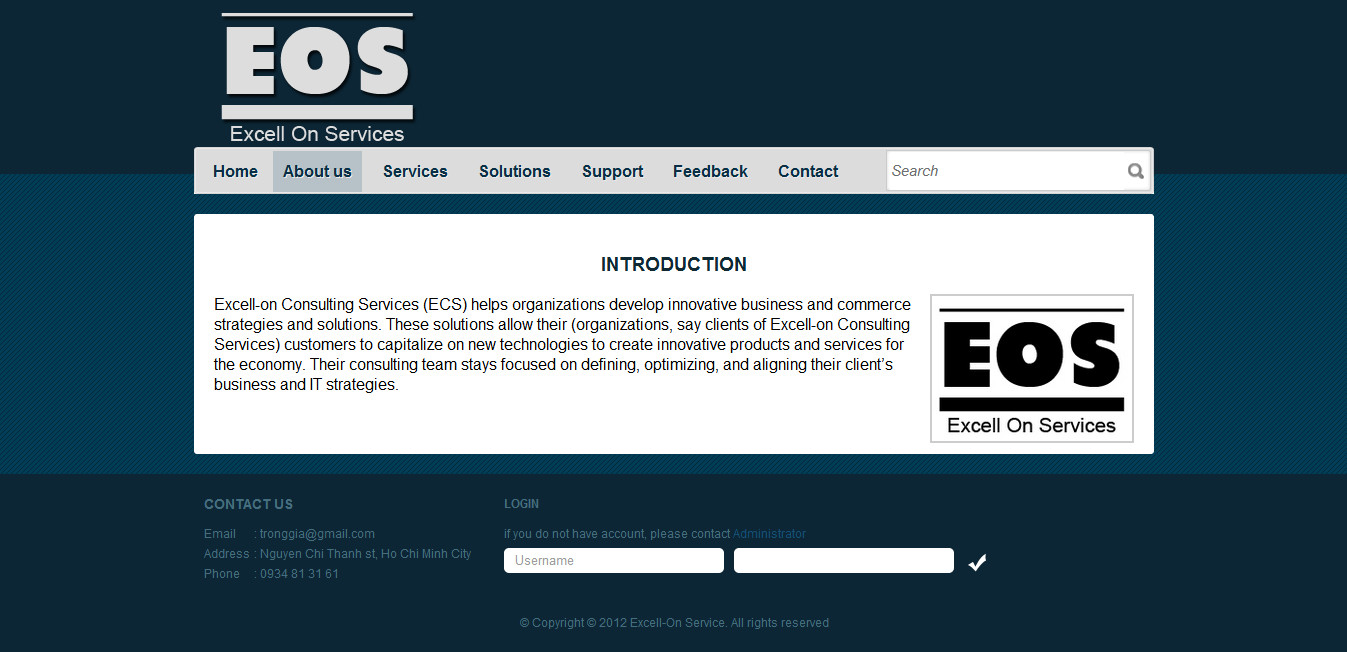 EOS
Excell On Services
Home About us Services Solutions Support Feedback Contact Search
INTRODUCTION
Excell-on Consulting Services (ECS) helps organizations develop innovative business and commerce
strategies and solutions. These solutions allow their (organizations, say clients of Excell-on Consulting
Services) customers to capitalize on new technologies to create innovative products and services for
the economy. Their consulting team stays focused on defining, optimizing, and aligning their client’s
business and IT strategies.
EOS
Excell On Services
CONTACT US
Email : tronggia@gmail.com
Address : Nguyen Chi Thanh st, Ho Chi Minh City
Phone : 0934 81 31 61
LOGIN
if you do not have account, please contact Administrator
Username
© Copyright © 2012 Excell-On Service. All rights reserved